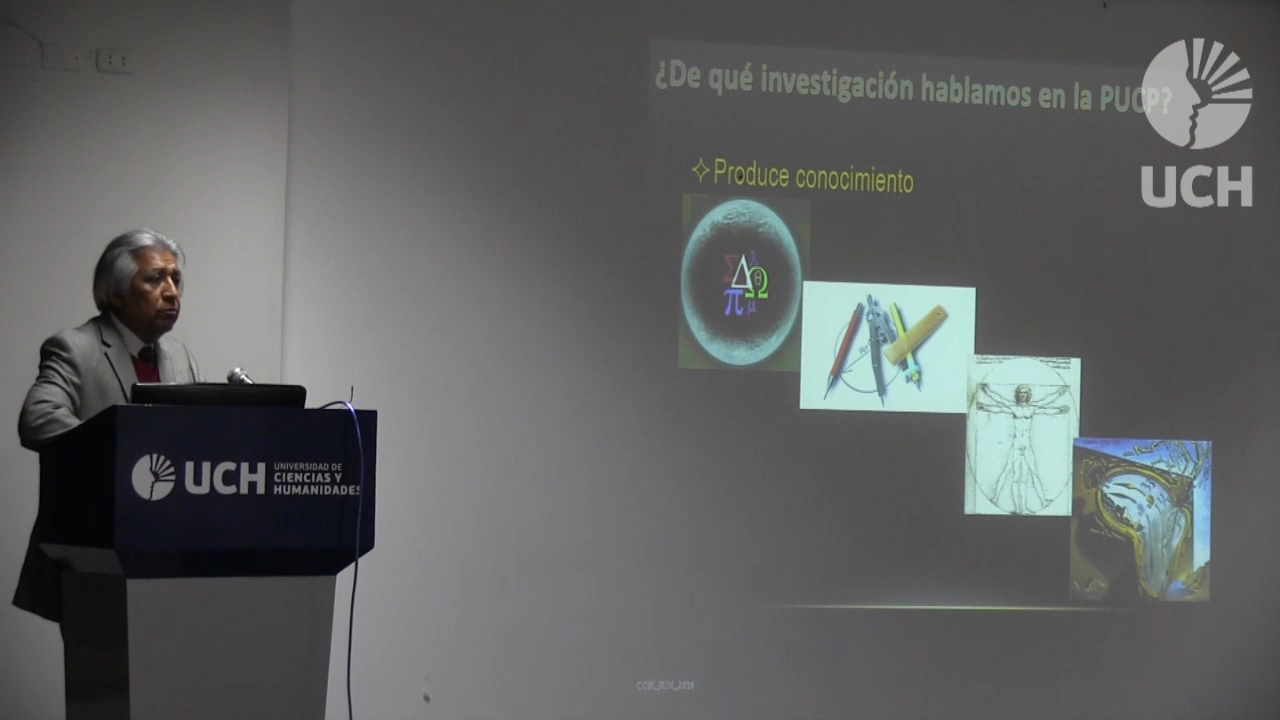 ¿De qué investigación hablamos en la PUCP?
UCH
Produce conocimiento
Σ Δ λ
θ Ω
π μ
UCH UNIVERSIDAD DE
CIENCIAS Y
HUMANIDADES